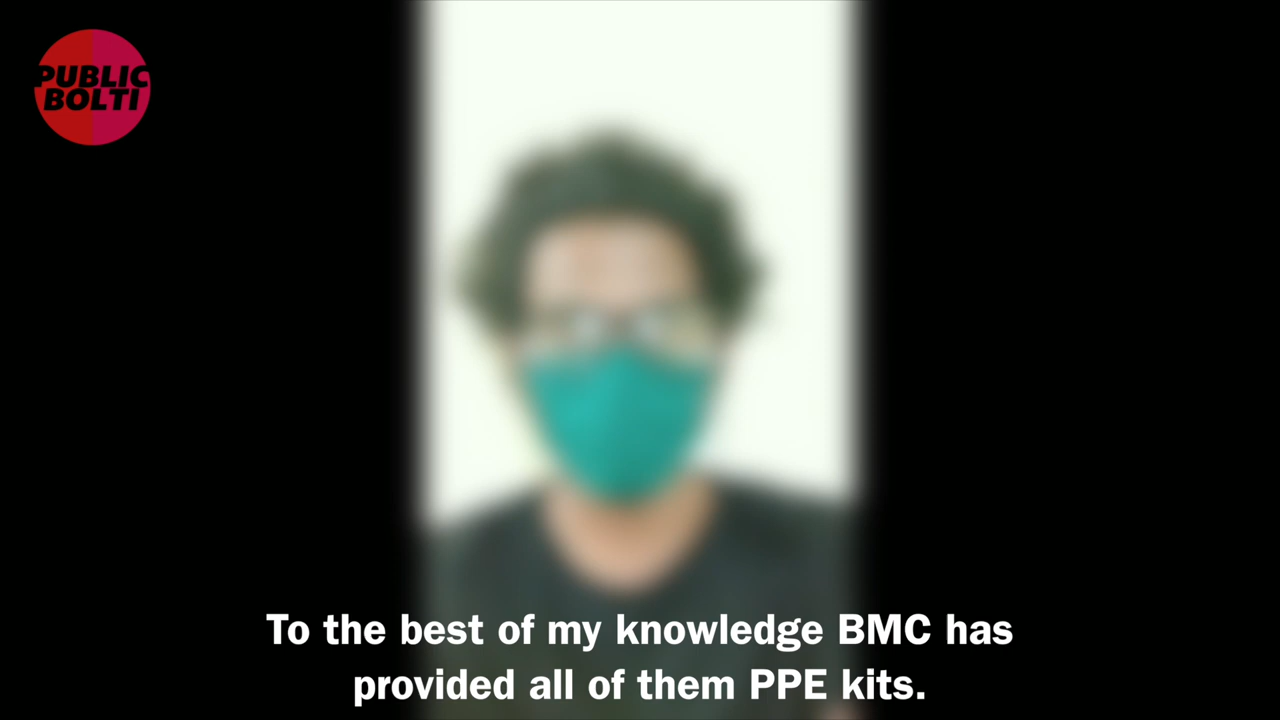 PUBLIC
BOLTI
To the best of my knowledge BMC has
provided all of them PPE kits.